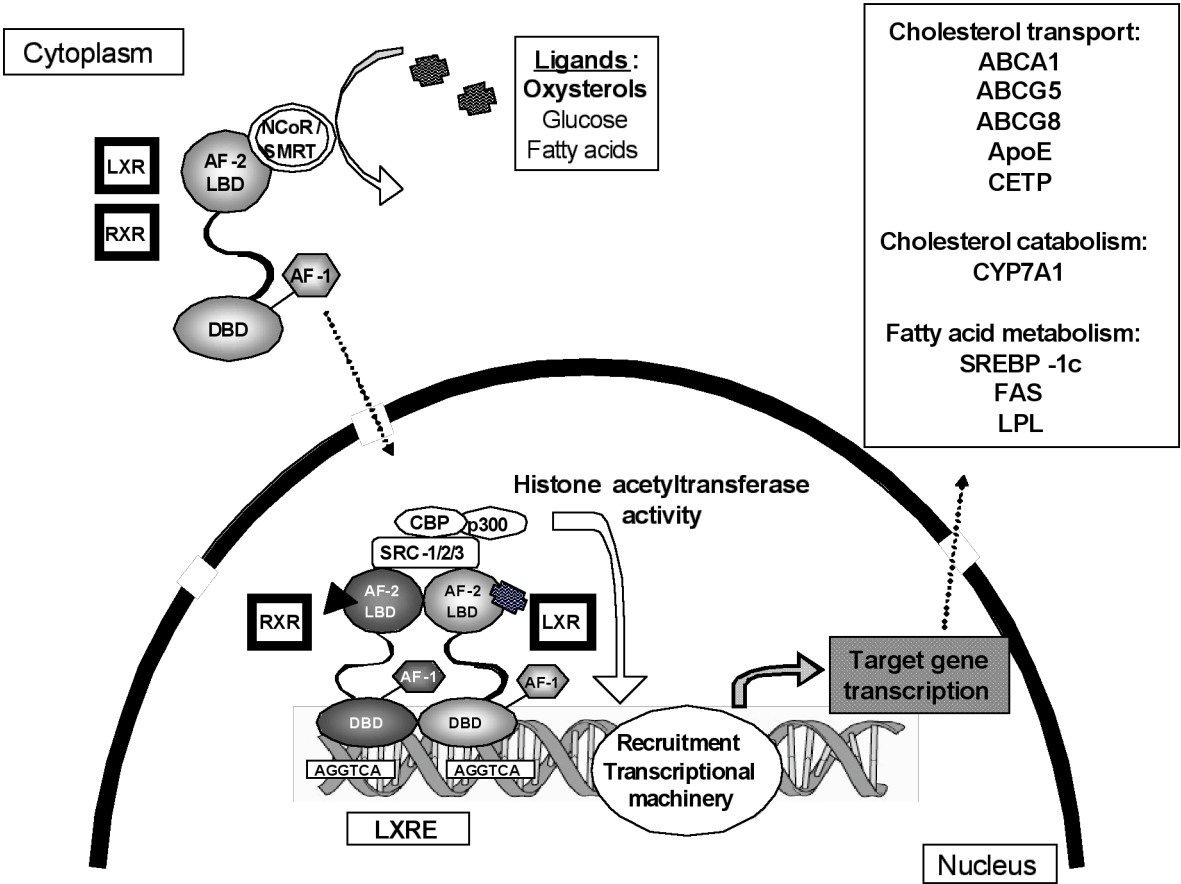 Cytoplasm
LXR
RXR
AF-2
LBD
NCoR /
SMRT
AF-1
DBD
Ligands :
Oxysterols
Glucose
Fatty acids
Cholesterol transport:
ABCA1
ABCG5
ABCG8
ApoE
CETP
Cholesterol catabolism:
CYP7A1
Fatty acid metabolism:
SREBP -1c
FAS
LPL
Histone acetyltransferase
activity
CBP
p300
SRC-1/2/3
RXR
AF-2
LBD
AF-2
LBD
LXR
AF-1
AF-1
DBD
DBD
AGGTCA
AGGTCA
LXRE
Recruitment
Transcriptional
machinery
Target gene
transcription
Nucleus